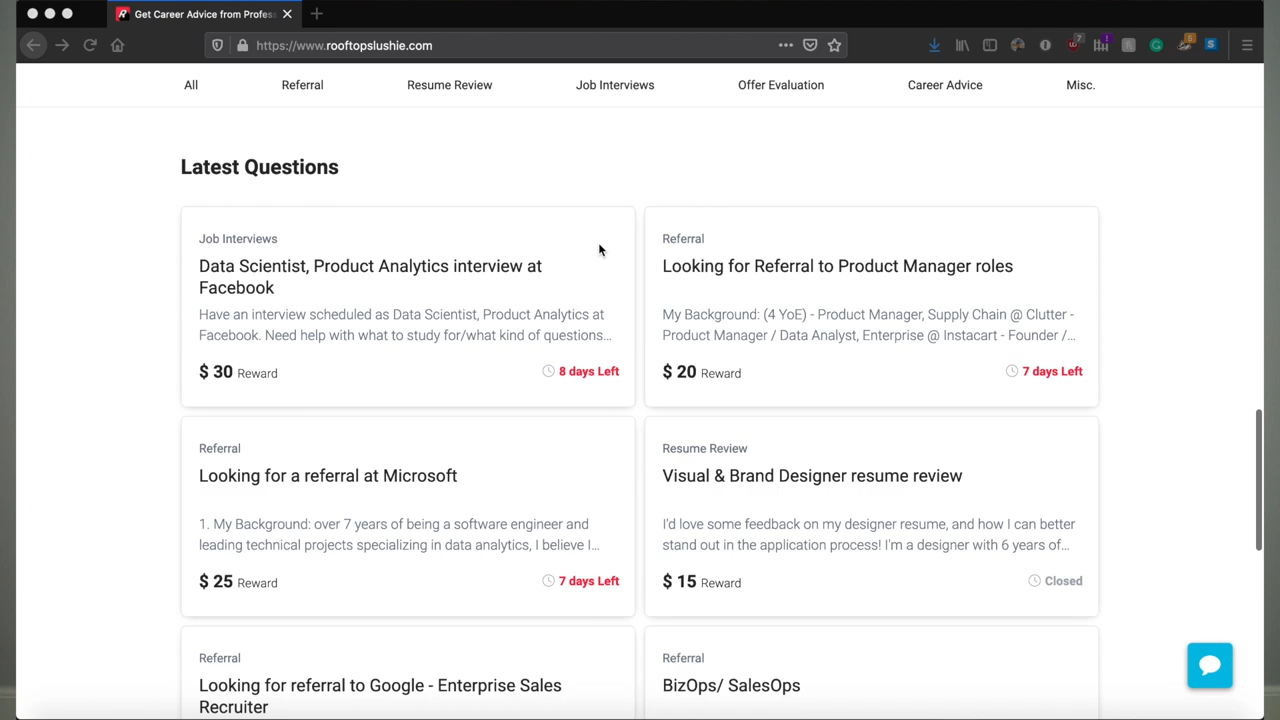 Get Career Advice from Profes
https://www.rooftopslushie.com
7
!
6
S
All
Referral
Resume Review
Job Interviews
Offer Evaluation
Career Advice
Misc.
Latest Questions
Job Interviews
Data Scientist, Product Analytics interview at
Facebook
Have an interview scheduled as Data Scientist, Product Analytics at
Facebook. Need help with what to study for/what kind of questions...
$ 30 Reward
8 days Left
Referral
Looking for Referral to Product Manager roles
My Background: (4 YoE) - Product Manager, Supply Chain @ Clutter -
Product Manager / Data Analyst, Enterprise @ Instacart - Founder /...
$ 20 Reward
7 days Left
Referral
Looking for a referral at Microsoft
1. My Background: over 7 years of being a software engineer and
leading technical projects specializing in data analytics, I believe I...
$ 25 Reward
7 days Left
Resume Review
Visual & Brand Designer resume review
I'd love some feedback on my designer resume, and how I can better
stand out in the application process! I'm a designer with 6 years of...
$ 15 Reward
Closed
Referral
Looking for referral to Google - Enterprise Sales
Recruiter
Referral
BizOps/ SalesOps